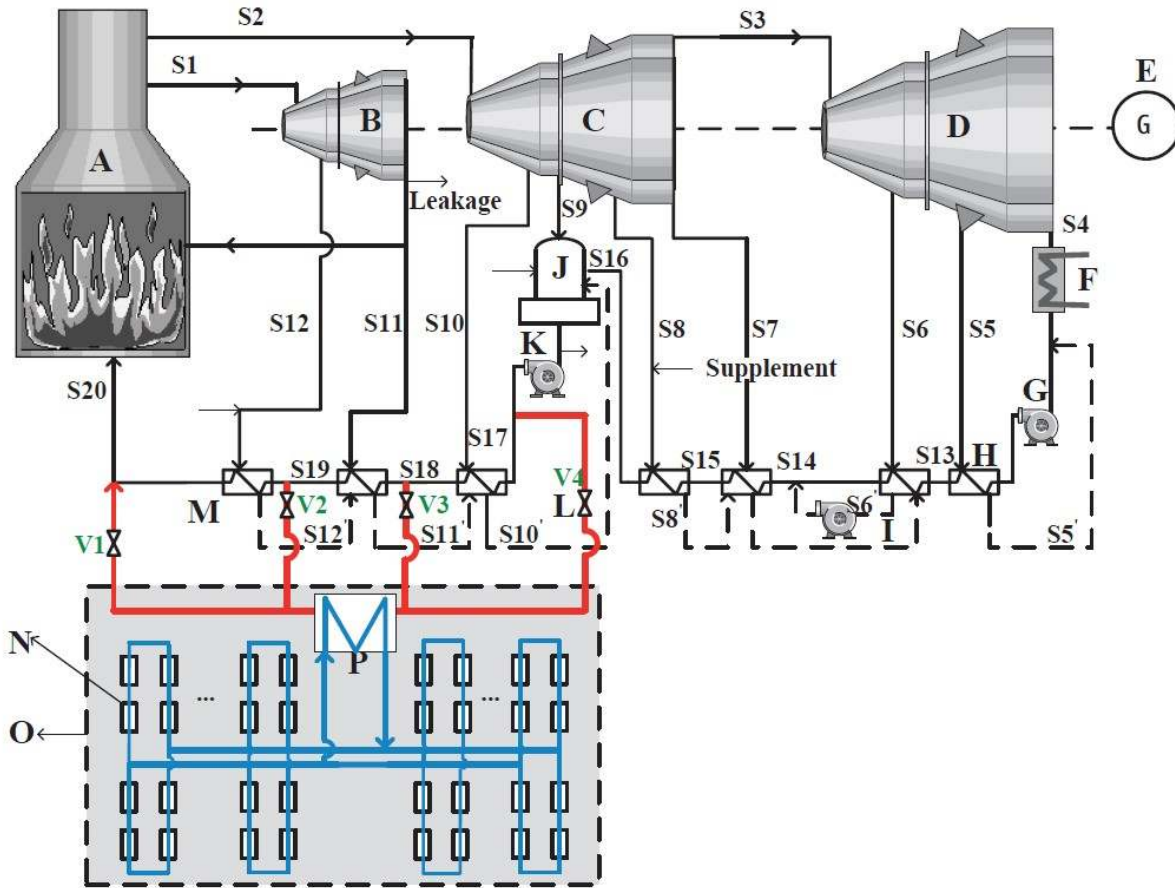 S2
S3
S1
E
A
B
C
D
G
Leakage
S9
S4
J
S16
F
S12
S11
S10
K
S8
S7
S6
S5
S20
Supplement
G
S17
S19
S18
V4
S15
S14
S13
H
M
V2
V3
L
S8'
S6'
I
S12'
S11'
S10'
S5'
V1
P
N
...
...
O